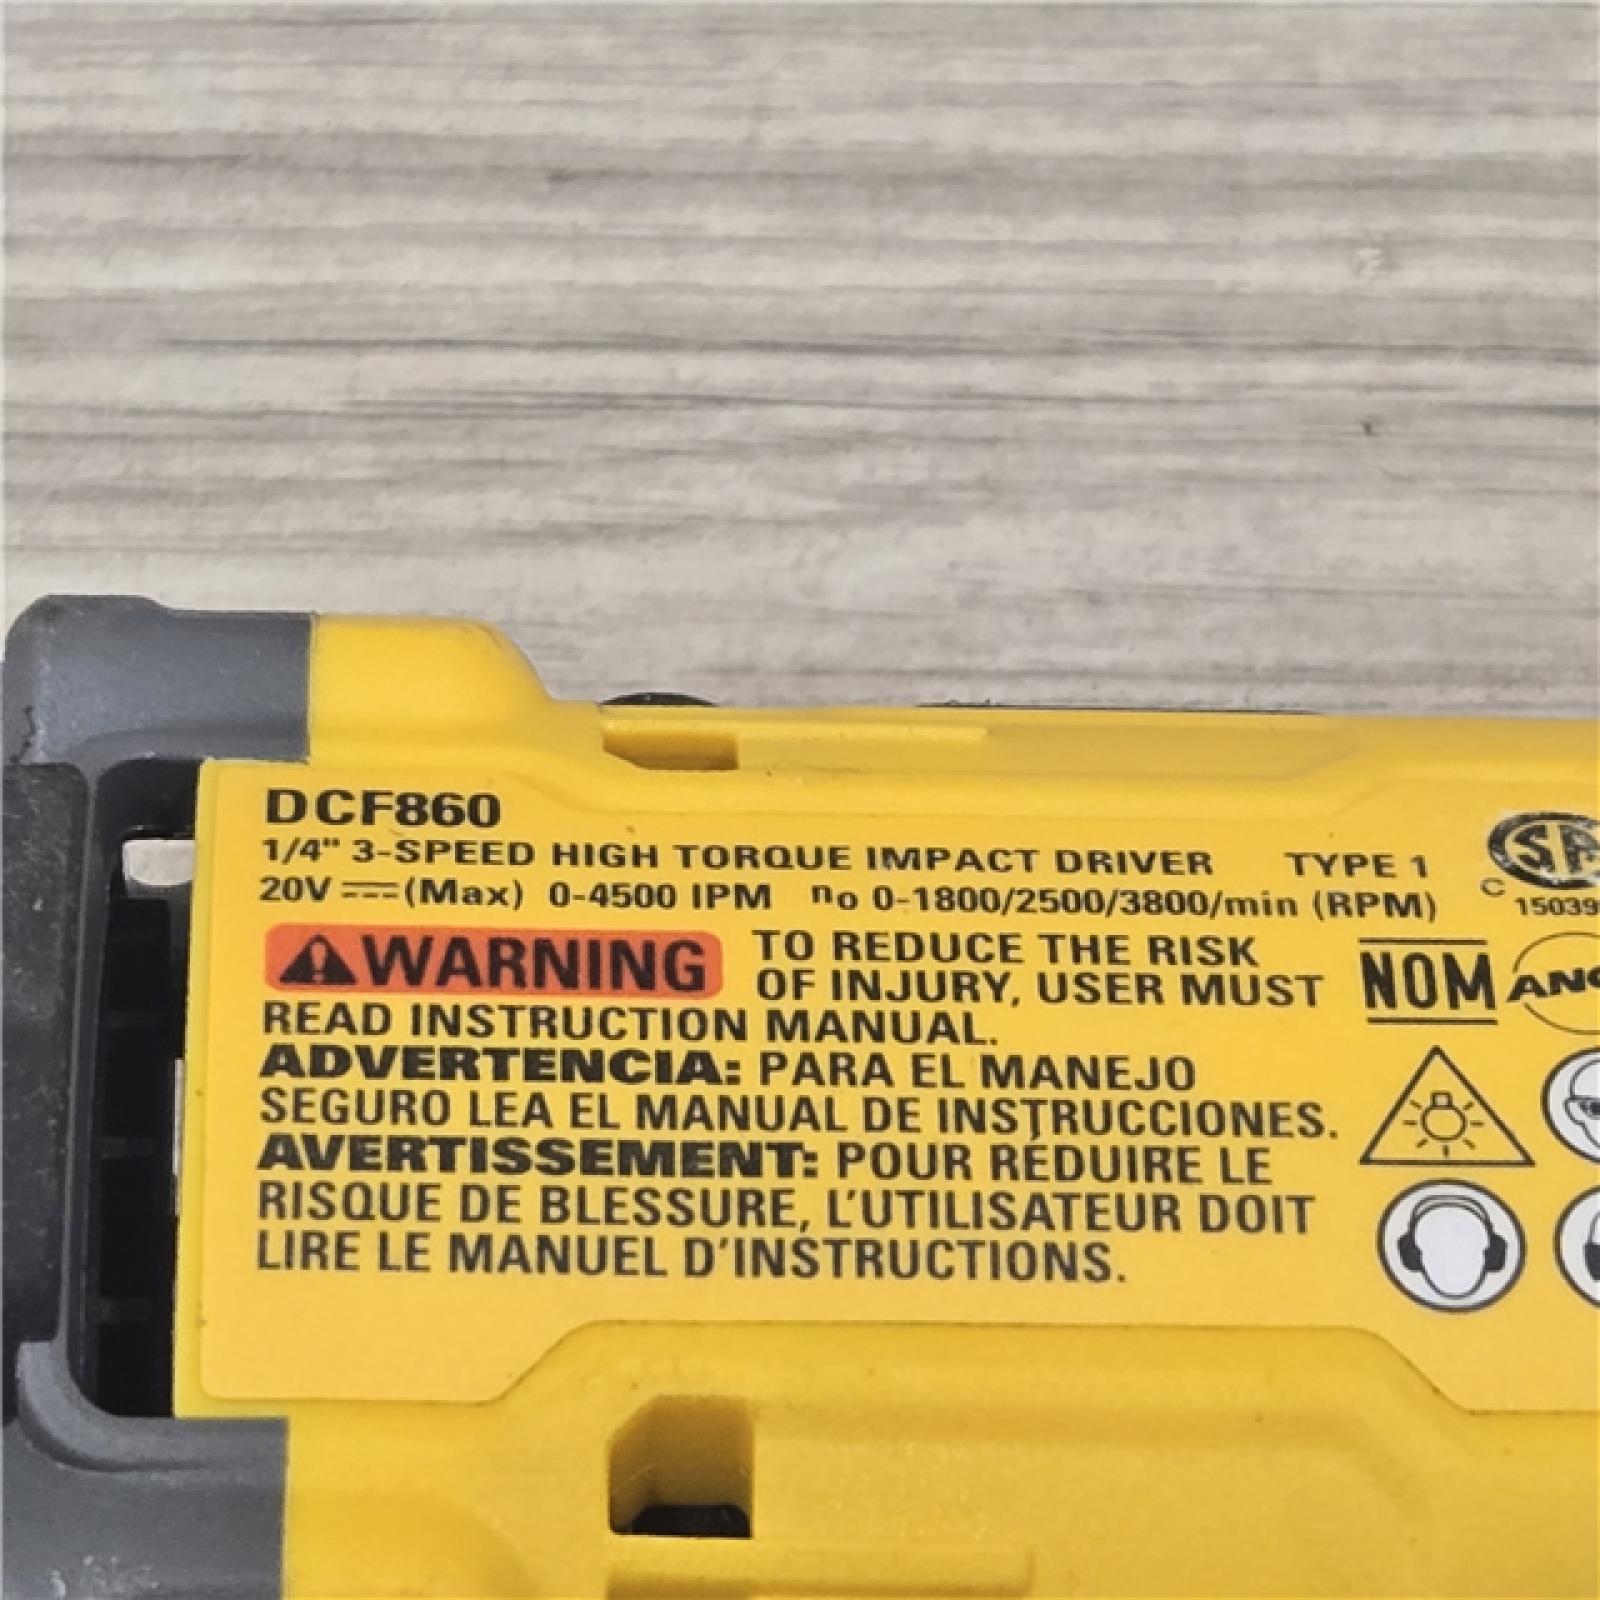 DCF860
1/4" 3-SPEED HIGH TORQUE IMPACT DRIVER TYPE 1
20V ⎓ (Max) 0-4500 IPM no 0-1800/2500/3800/min (RPM)
C
WARNING TO REDUCE THE RISK
OF INJURY, USER MUST
READ INSTRUCTION MANUAL.
NOM
ADVERTENCIA: PARA EL MANEJO
SEGURO LEA EL MANUAL DE INSTRUCCIONES.
AVERTISSEMENT: POUR RÉDUIRE LE
RISQUE DE BLESSURE, L'UTILISATEUR DOIT
LIRE LE MANUEL D'INSTRUCTIONS.